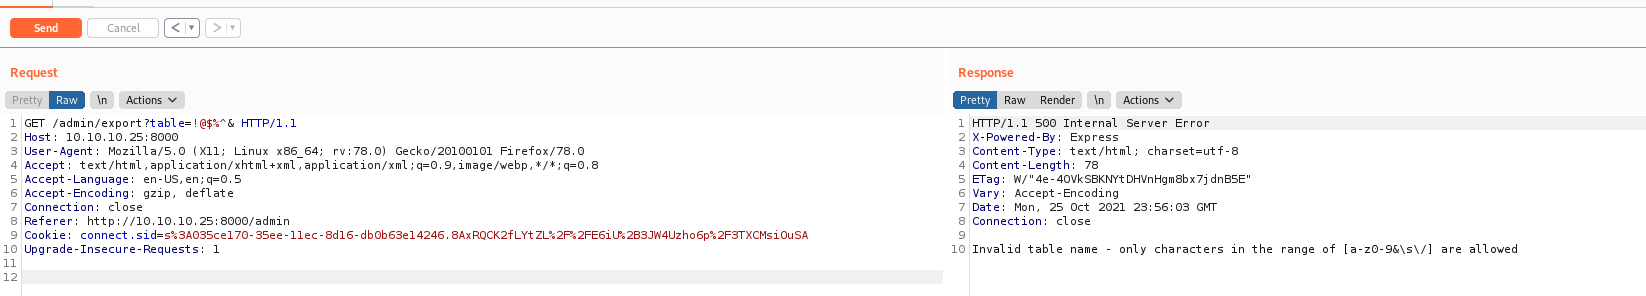 Send Cancel < ▾ > ▾
Request
Pretty Raw \n Actions
1 GET /admin/export?table=!@$%^& HTTP/1.1
2 Host: 10.10.10.25:8000
3 User-Agent: Mozilla/5.0 (X11; Linux x86_64; rv:78.0) Gecko/20100101 Firefox/78.0
4 Accept: text/html,application/xhtml+xml,application/xml;q=0.9,image/webp,*/*;q=0.8
5 Accept-Language: en-US,en;q=0.5
6 Accept-Encoding: gzip, deflate
7 Connection: close
8 Referer: http://10.10.10.25:8000/admin
9 Cookie: connect.sid=s%3A035ce170-35ee-11ec-8d16-db0b63e14246.8AxRQCK2fLYtZL%2F%2FE6iU%2B3JW4Uzho6p%2F3TXCMsiOuSA
10 Upgrade-Insecure-Requests: 1
11
12
Response
Pretty Raw Render \n Actions
1 HTTP/1.1 500 Internal Server Error
2 X-Powered-By: Express
3 Content-Type: text/html; charset=utf-8
4 Content-Length: 78
5 ETag: W/"4e-4OVkSBKNYtDHVnHgm8bx7jdnB5E"
6 Vary: Accept-Encoding
7 Date: Mon, 25 Oct 2021 23:56:03 GMT
8 Connection: close
9
10 Invalid table name - only characters in the range of [a-z0-9&\s\/] are allowed